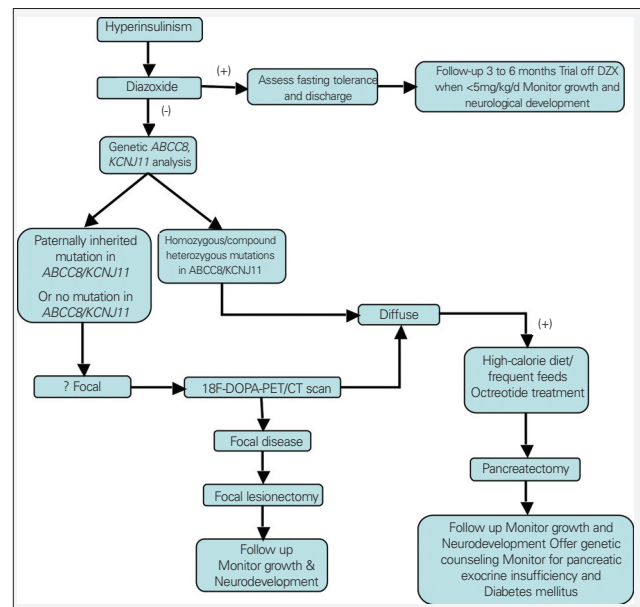 Hyperinsulinism
Diazoxide
(+)
Assess fasting tolerance
and discharge
Follow-up 3 to 6 months Trial off DZX
when <5mg/kg/d Monitor growth and
neurological development
(-)
Genetic ABCC8,
KCNJ11 analysis
Paternally inherited
mutation in
ABCC8/KCNJ11
Or no mutation in
ABCC8/KCNJ11
Homozygous/compound
heterozygous mutations
in ABCC8/KCNJ11
Diffuse
(+)
High-calorie diet/
frequent feeds
Octreotide treatment
? Focal
18F-DOPA-PET/CT scan
Focal disease
Pancreatectomy
Focal lesionectomy
Follow up
Monitor growth &
Neurodevelopment
Follow up Monitor growth and
Neurodevelopment Offer genetic
counseling Monitor for pancreatic
exocrine insufficiency and
Diabetes mellitus